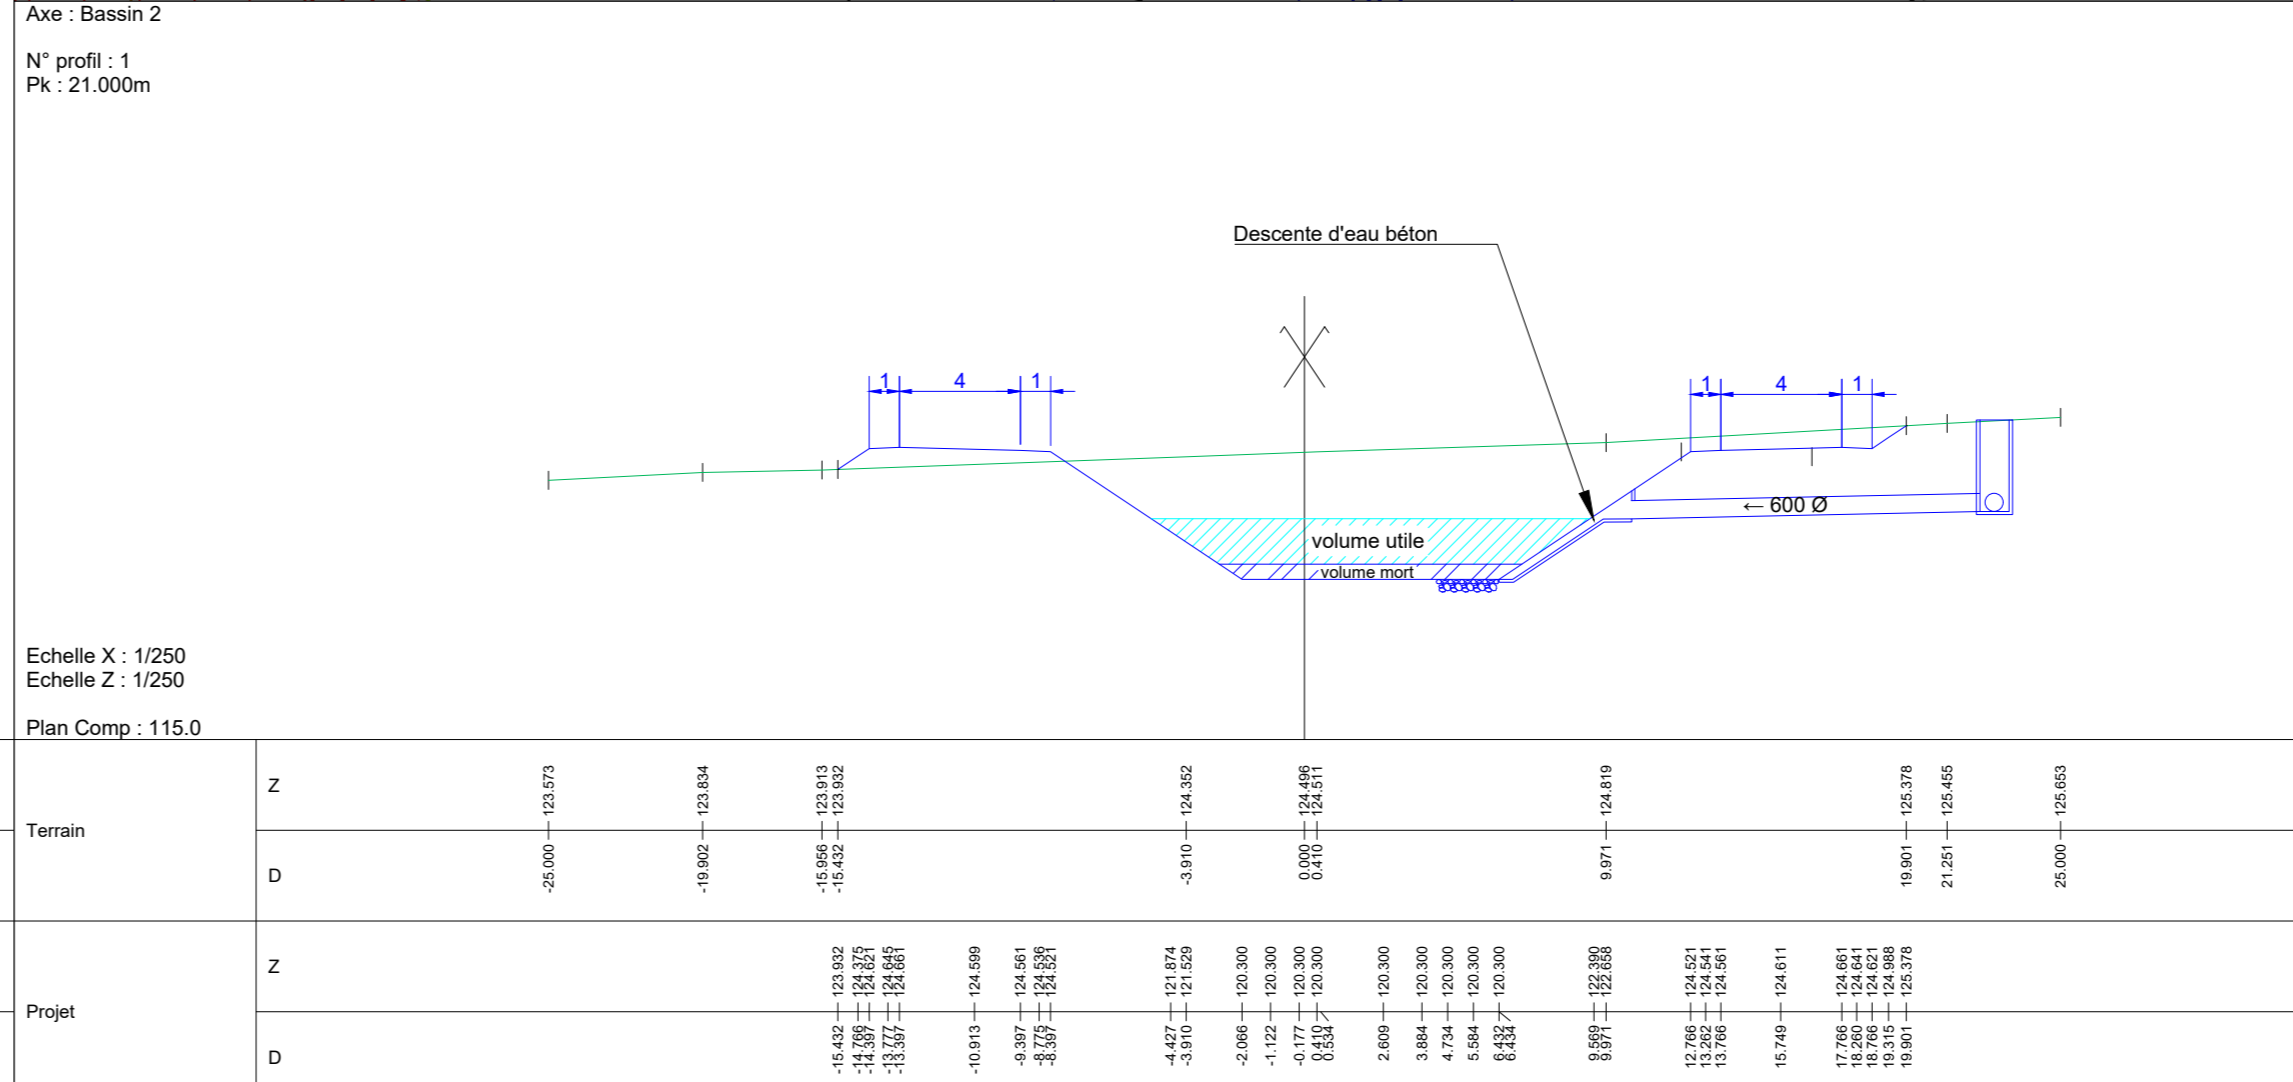 Axe : Bassin 2
N° profil : 1
Pk : 21.000m
Descente d'eau béton
1 4 1
1 4 1
← 600 Ø
volume utile
volume mort
Echelle X : 1/250
Echelle Z : 1/250
Plan Comp : 115.0
Terrain
Z
123.573 123.834 123.913 123.932 124.352 124.496 124.511 124.819 125.378 125.455 125.653
D
-25.000 -19.902 -15.956 -15.432 -3.910 0.000 0.410 9.971 19.901 21.251 25.000
Projet
Z
123.932 124.375 124.621 124.645 124.661 124.599 124.561 124.536 124.521 121.874 121.529 120.300 120.300 120.300 120.300 120.300 120.300 120.300 120.300 120.300 122.390 122.658 124.521 124.541 124.561 124.611 124.661 124.641 124.621 124.988 125.378
D
-15.432 -14.766 -14.397 -13.777 -13.397 -10.913 -9.397 -8.775 -8.397 -4.427 -3.910 -2.066 -1.122 -0.177 0.410 0.534 2.609 3.884 4.734 5.584 6.432 6.434 9.569 9.971 12.766 13.262 13.766 15.749 17.766 18.260 18.766 19.315 19.901